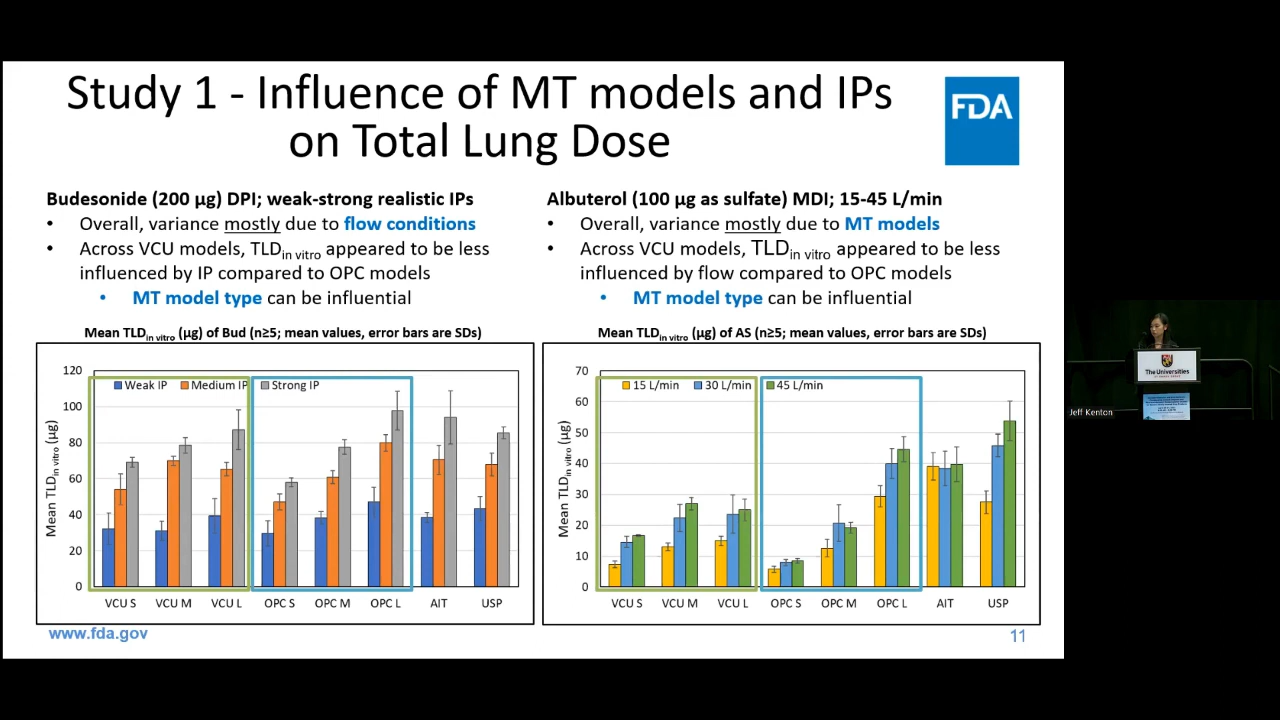 Study 1 - Influence of MT models and IPs
on Total Lung Dose
FDA
Budesonide (200 µg) DPI; weak-strong realistic IPs
• Overall, variance mostly due to flow conditions
• Across VCU models, TLDin vitro appeared to be less
influenced by IP compared to OPC models
• MT model type can be influential
Albuterol (100 µg as sulfate) MDI; 15-45 L/min
• Overall, variance mostly due to MT models
• Across VCU models, TLDin vitro appeared to be less
influenced by flow compared to OPC models
• MT model type can be influential
Mean TLDin vitro (µg) of Bud (n≥5; mean values, error bars are SDs)
Weak IP Medium IP Strong IP
Mean TLDin vitro (µg)
120
100
80
60
40
20
0
VCU S VCU M VCU L OPC S OPC M OPC L AIT USP
Mean TLDin vitro (µg) of AS (n≥5; mean values, error bars are SDs)
15 L/min 30 L/min 45 L/min
Mean TLDin vitro (µg)
70
60
50
40
30
20
10
0
VCU S VCU M VCU L OPC S OPC M OPC L AIT USP
www.fda.gov
11
The Universities
Jeff Kenton